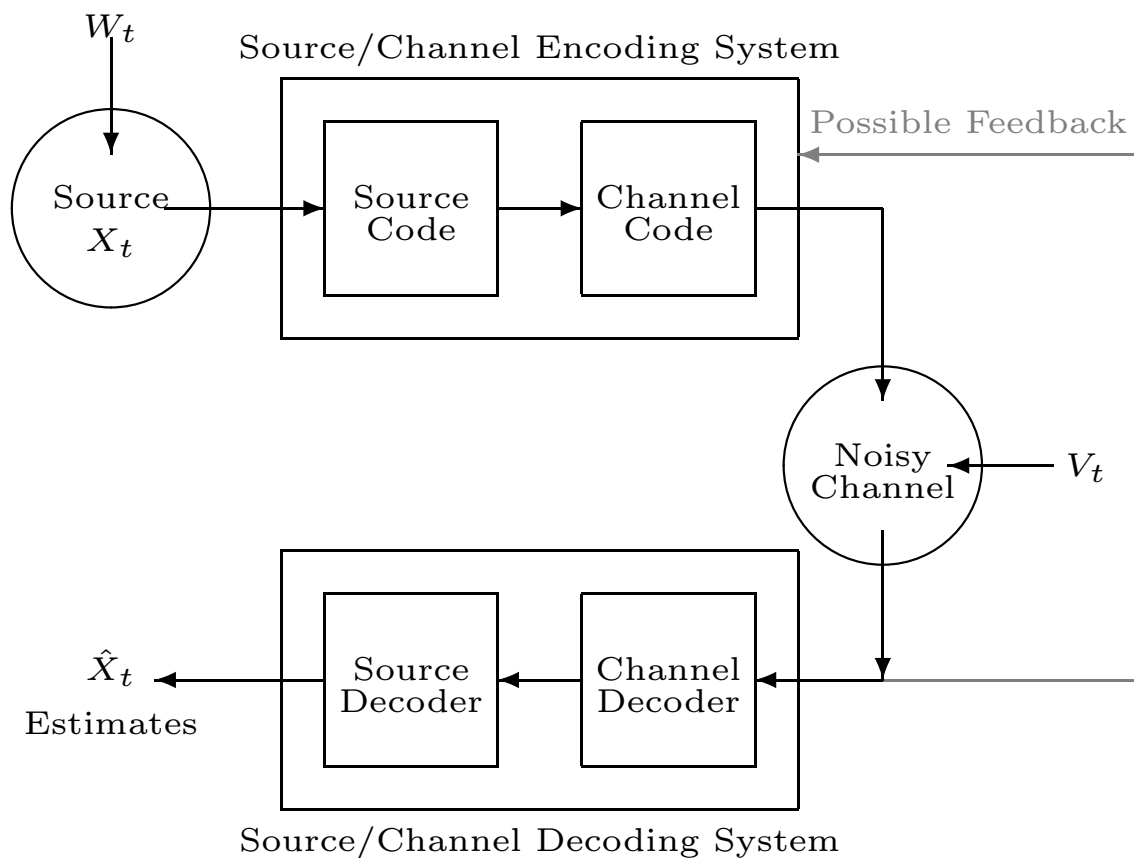 W_t
Source/Channel Encoding System
Possible Feedback
Source
X_t
Source
Code
Channel
Code
Noisy
Channel
V_t
X̂_t
Estimates
Source
Decoder
Channel
Decoder
Source/Channel Decoding System